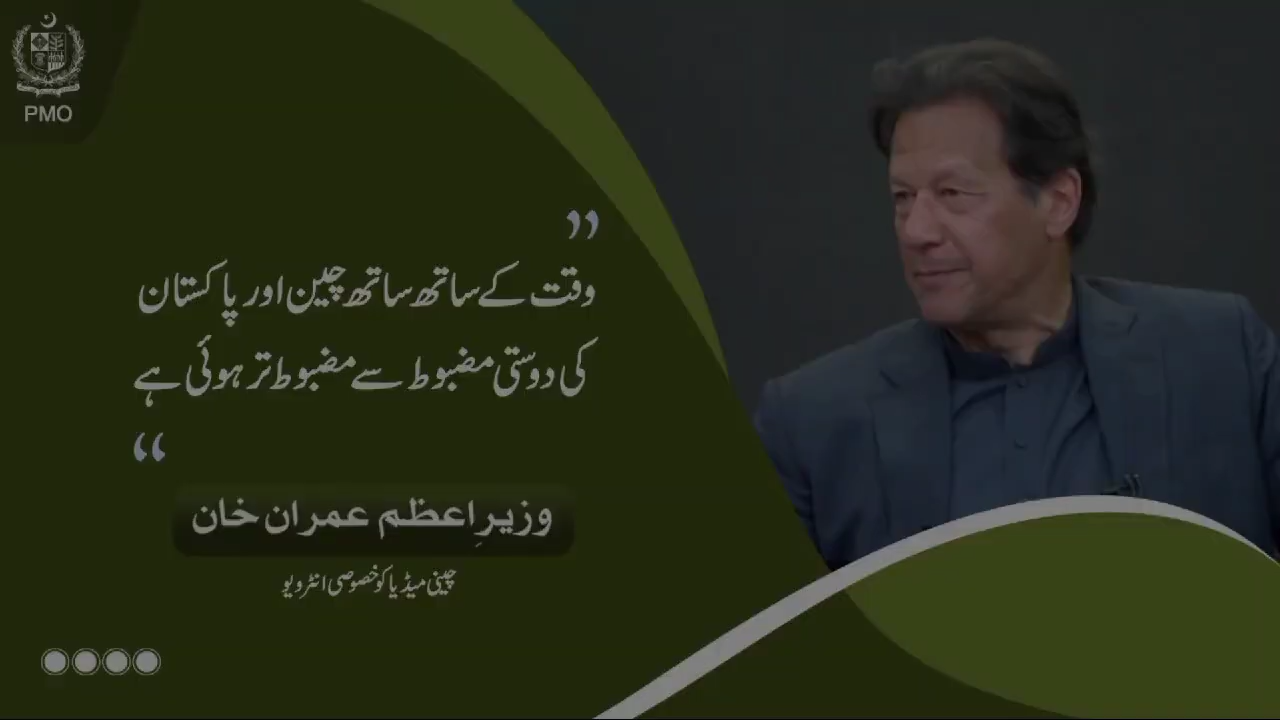 PMO
”
وقت کے ساتھ ساتھ چین اور پاکستان
کی دوستی مضبوط سے مضبوط تر ہوئی ہے
“
وزیرِاعظم عمران خان
چینی میڈیا کو خصوصی انٹرویو